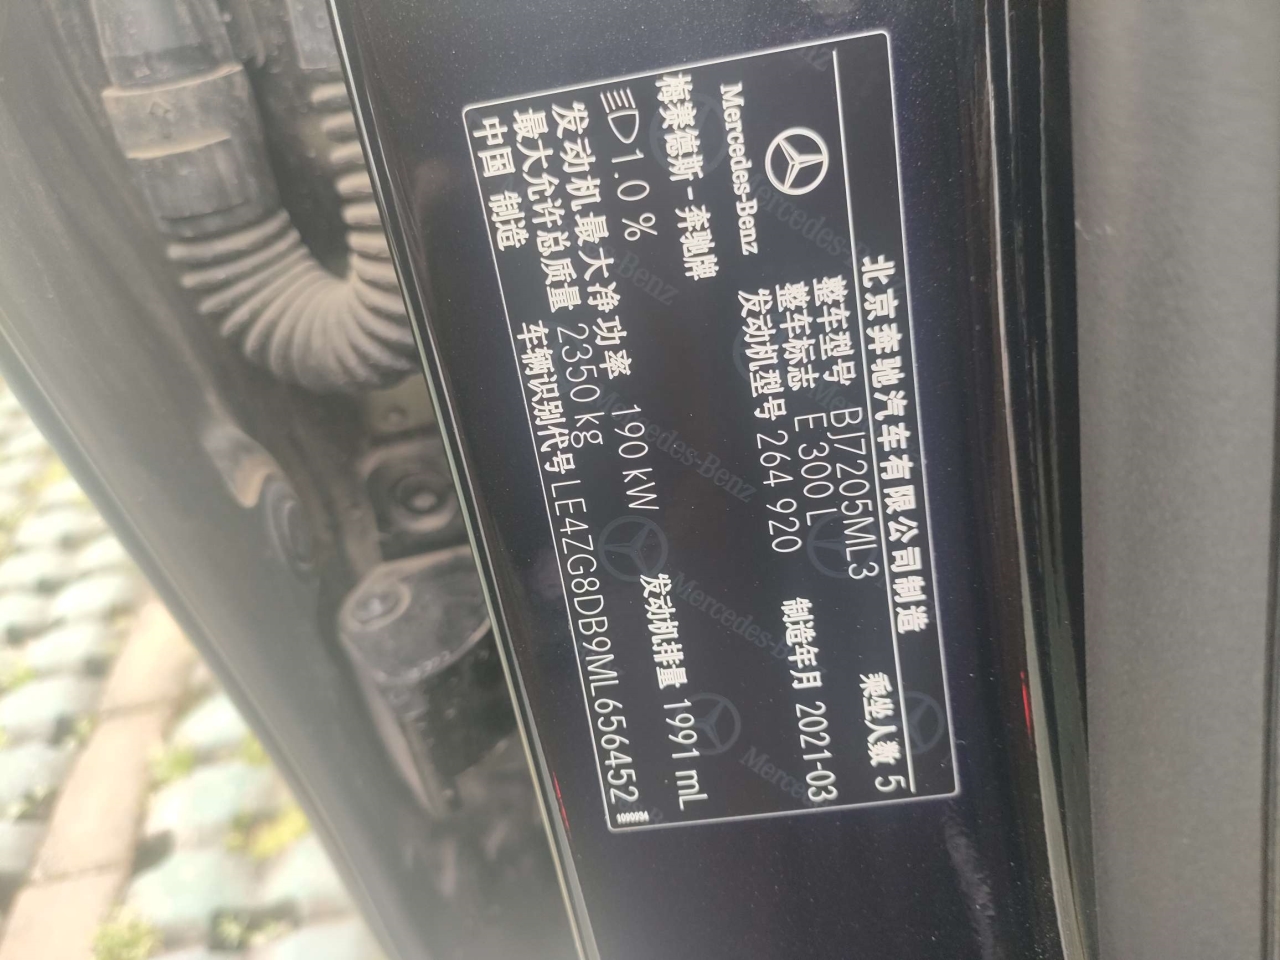 北京奔驰汽车有限公司制造
Mercedes-Benz
梅赛德斯-奔驰牌
整车型号 BJ7205ML3 乘坐人数 5
整车标志 E 300 L
发动机型号 264 920 制造年月 2021-03
1.0 %
发动机最大净功率 190 kW 发动机排量 1991 mL
最大允许总质量 2350 kg
中国 制造 车辆识别代号 LE4ZG8DB9ML656452